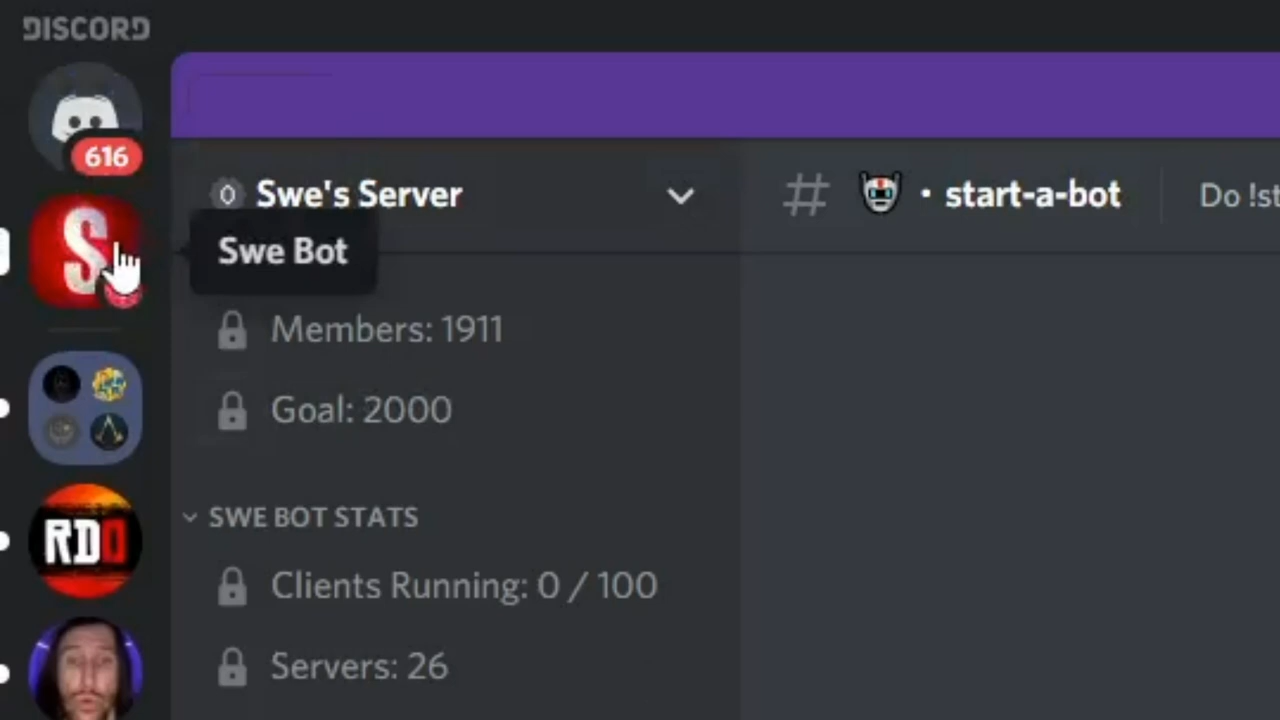 DISCORD
616
S
Swe's Server
# • start-a-bot
Do !st
Swe Bot
Members: 1911
Goal: 2000
SWE BOT STATS
RDO
Clients Running: 0 / 100
Servers: 26